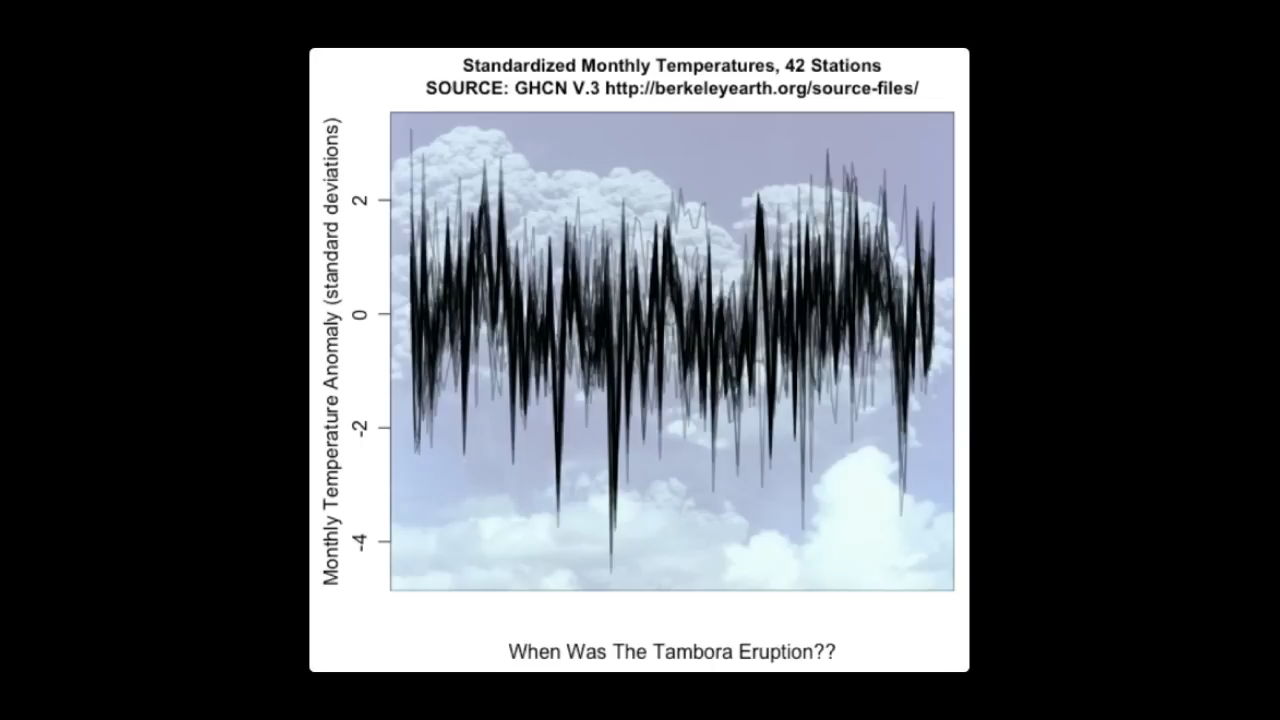 Standardized Monthly Temperatures, 42 Stations
SOURCE: GHCN V.3 http://berkeleyearth.org/source-files/
Monthly Temperature Anomaly (standard deviations)
2
0
-2
-4
When Was The Tambora Eruption??